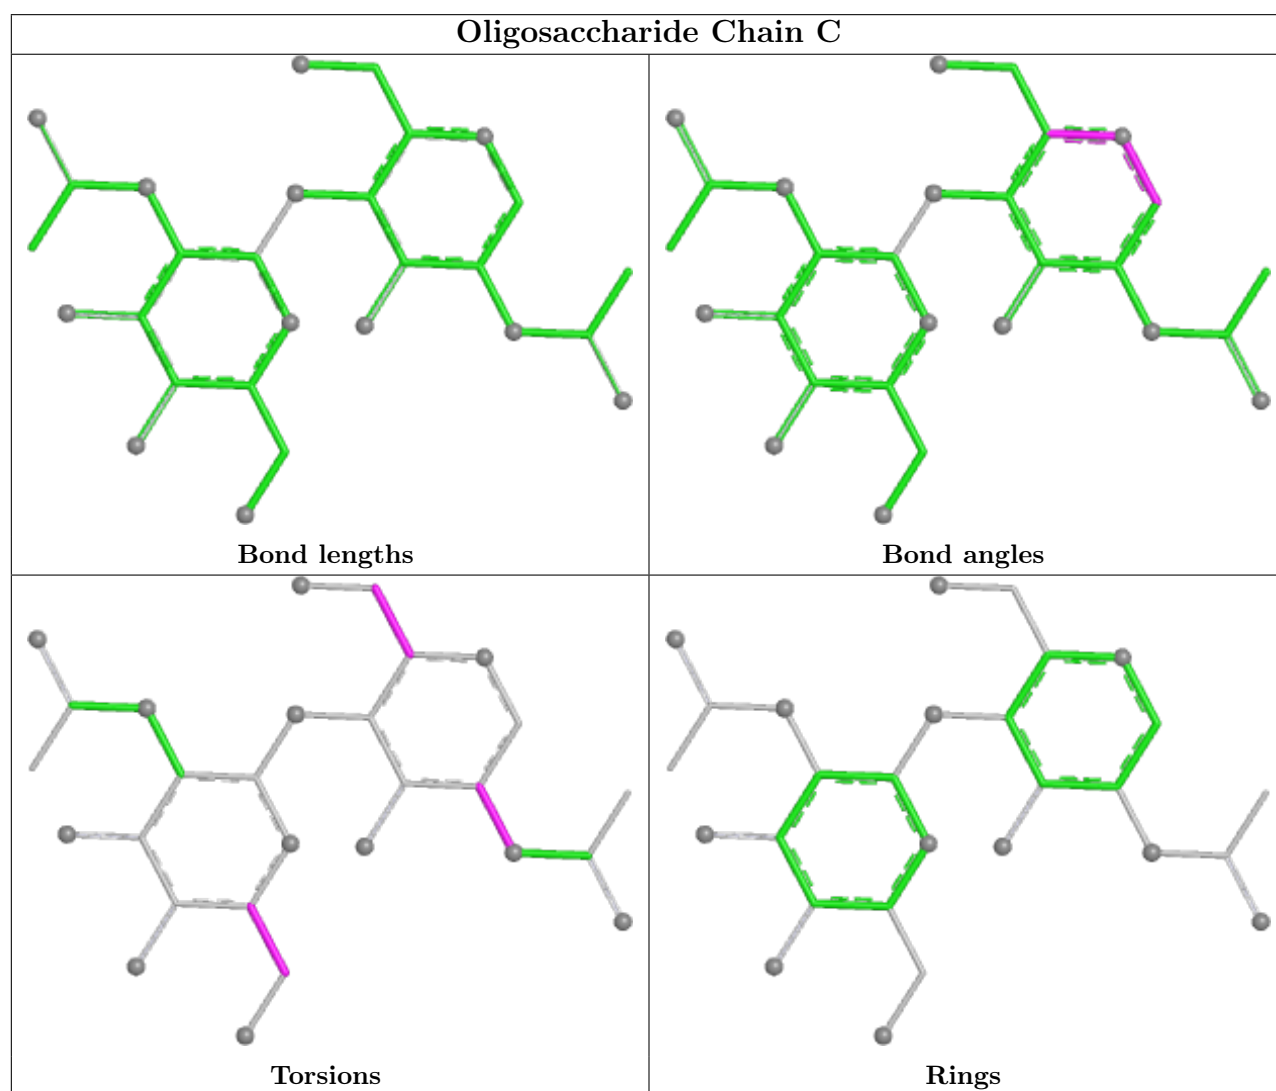 Oligosaccharide Chain C
Bond lengths
Bond angles
Torsions
Rings